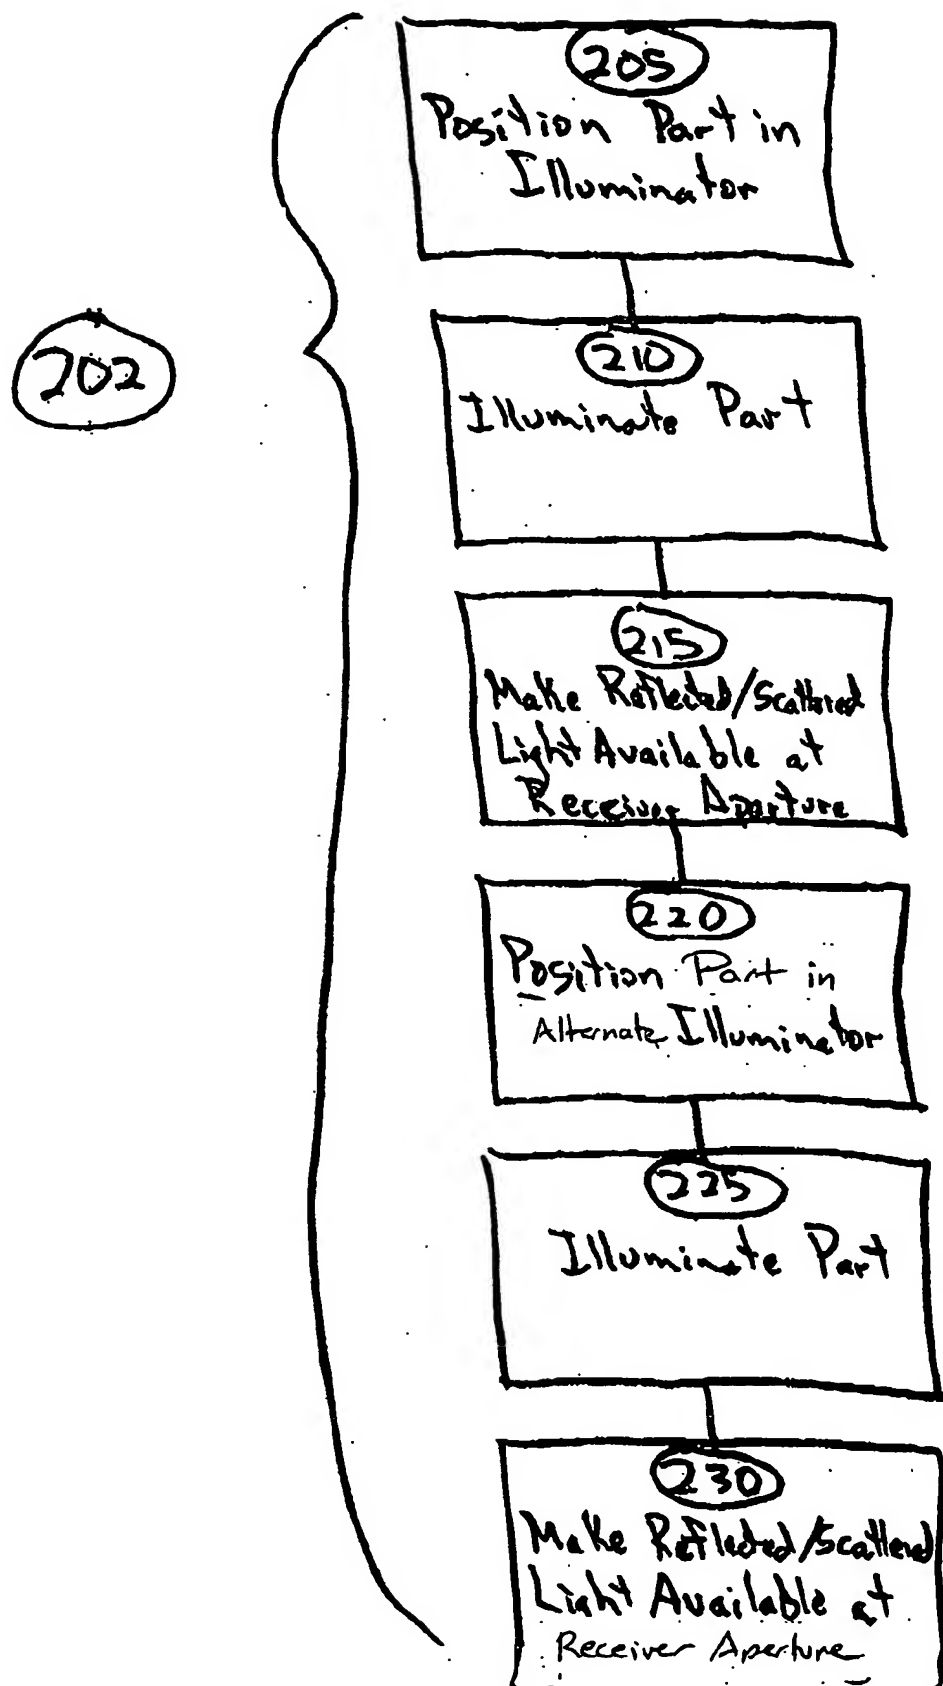 205
Position Part in
Illuminator
202
210
Illuminate Part
215
Make Reflected/Scattered
Light Available at
Receiver Aperture
220
Position Part in
Alternate Illuminator
225
Illuminate Part
230
Make Reflected/Scattered
Light Available at
Receiver Aperture